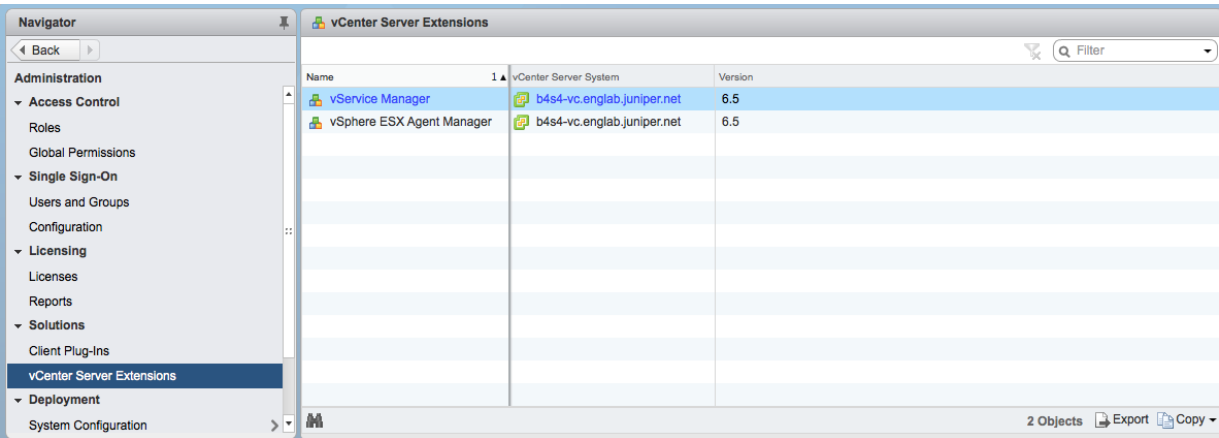 Navigator
Back
Administration
Access Control
Roles
Global Permissions
Single Sign-On
Users and Groups
Configuration
Licensing
Licenses
Reports
Solutions
Client Plug-Ins
vCenter Server Extensions
Deployment
System Configuration
vCenter Server Extensions
Filter
Name 1 vCenter Server System Version
vService Manager b4s4-vc.englab.juniper.net 6.5
vSphere ESX Agent Manager b4s4-vc.englab.juniper.net 6.5
2 Objects Export Copy